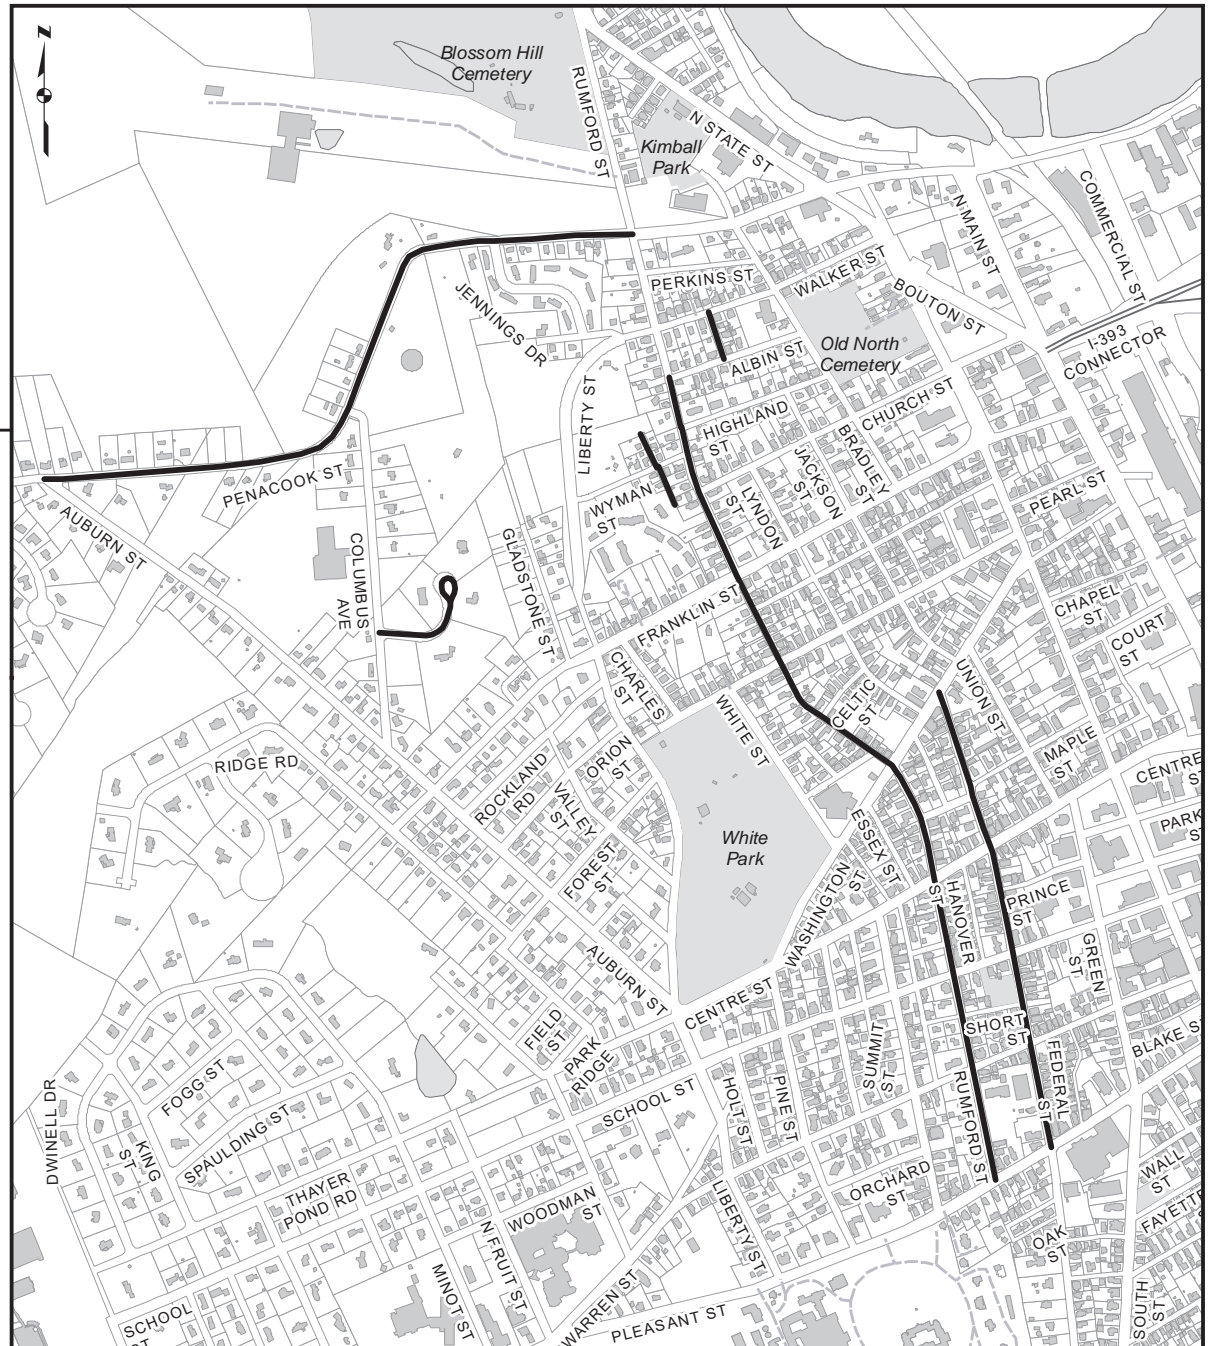 Z
Blossom Hill
Cemetery
RUMFORD ST
N STATE ST
Kimball
Park
COMMERCIAL ST
N MAIN ST
PERKINS ST
WALKER ST
BOUTON ST
JENNINGS DR
I-393
CONNECTOR
Old North
Cemetery
ALBIN ST
LIBERTY ST
HIGHLAND
ST
CHURCH ST
BRADLEY
ST
JACKSON
ST
PENACOOK ST
WYMAN
ST
LYNDON
ST
PEARL ST
AUBURN ST
COLUMBUS
AVE
GLADSTONE ST
FRANKLIN ST
CHAPEL
ST
COURT
ST
CHARLES
ST
UNION ST
CELTIC
ST
WHITE ST
MAPLE
ST
CENTRE
S
RIDGE RD
ORION
ST
ROCKLAND
RD
VALLEY
ST
PARK
S
ESSEX ST
White
Park
FOREST
ST
WASHINGTON
ST
HANOVER
ST
PRINCE
ST
GREEN
ST
AUBURN ST
CENTRE ST
FIELD
ST
SHORT
ST
BLAKE S
PARK
RIDGE
SUMMIT
ST
FEDERAL
ST
FOGG ST
SCHOOL ST
HOLT ST
PINE ST
RUMFORD ST
DWINELL DR
KING
ST
SPAULDING ST
WALL
ST
THAYER
POND RD
WOODMAN
ST
LIBERTY ST
ORCHARD
ST
FAYET
OAK
ST
N FRUIT ST
MINOT ST
SCHOOL
ST
WARREN ST
PLEASANT ST
SOUTH
ST